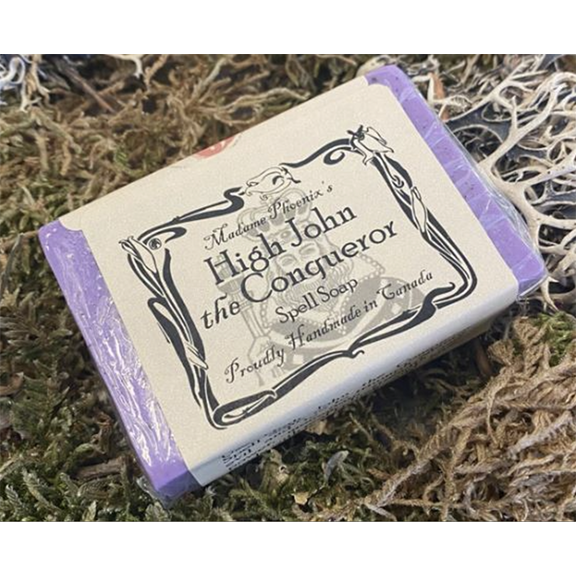 Madame Phoenix's
High John
the Conqueror
Spell Soap
Proudly Handmade in Canada